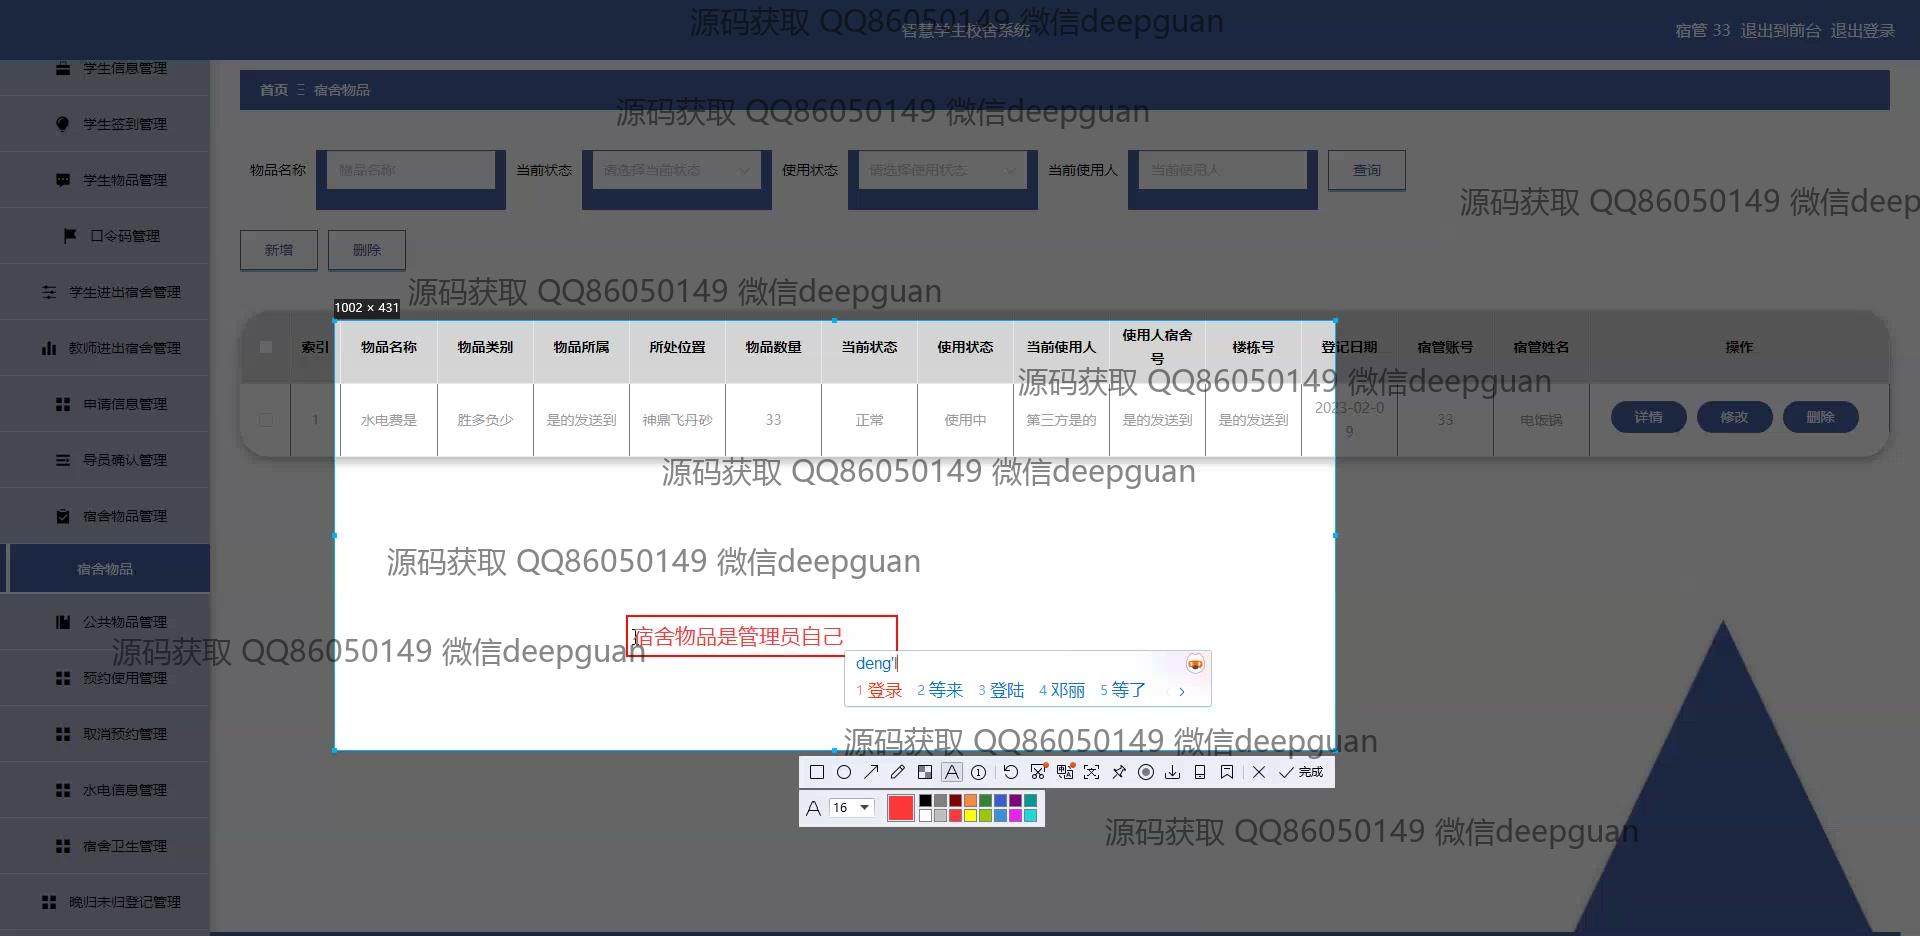 源码获取 QQ86050149 微信deepguan
智慧学生校舍系统
宿管 33 退出到前台 退出登录
学生信息管理
学生签到管理
学生物品管理
口令码管理
学生进出宿舍管理
教师进出宿舍管理
申请信息管理
导员确认管理
宿舍物品管理
宿舍物品
公共物品管理
预约使用管理
取消预约管理
水电信息管理
宿舍卫生管理
晚归未归登记管理
首页 Ξ 宿舍物品
源码获取 QQ86050149 微信deepguan
物品名称 物品名称 当前状态 请选择当前状态 使用状态 请选择使用状态 当前使用人 当前使用人 查询
源码获取 QQ86050149 微信deep
新增 删除
源码获取 QQ86050149 微信deepguan
1002 × 431
索引 物品名称 物品类别 物品所属 所处位置 物品数量 当前状态 使用状态 当前使用人 使用人宿舍号 楼栋号 登记日期 宿管账号 宿管姓名 操作
源码获取 QQ86050149 微信deepguan
1 水电费是 胜多负少 是的发送到 神鼎飞丹砂 33 正常 使用中 第三方是的 是的发送到 是的发送到 2023-02-09 33 电饭锅 详情 修改 删除
源码获取 QQ86050149 微信deepguan
源码获取 QQ86050149 微信deepguan
宿舍物品是管理员自己
源码获取 QQ86050149 微信deepguan
deng'l
1 登录 2 等来 3 登陆 4 邓丽 5 等了
源码获取 QQ86050149 微信deepguan
完成
A 16
源码获取 QQ86050149 微信deepguan